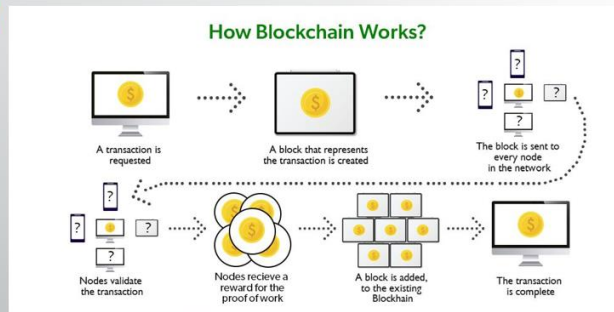 How Blockchain Works?
$
$
?
?
$
?
?
A transaction is
requested
A block that represents
the transaction is created
The block is sent to
every node
in the network
?
?
$
?
?
$
$
$
$
$
$
$
$
$
$
$
Nodes validate
the transaction
Nodes recieve a
reward for the
proof of work
A block is added,
to the existing
Blockhain
The transaction
is complete